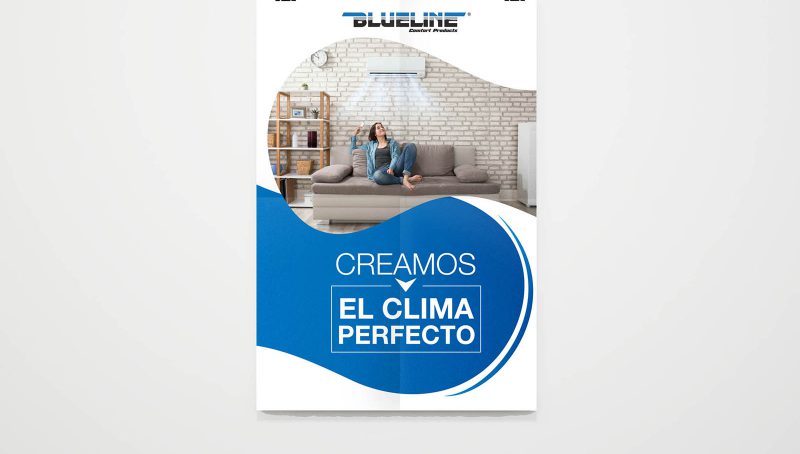 BLUELINE®
Comfort Products
CREAMOS
EL CLIMA
PERFECTO